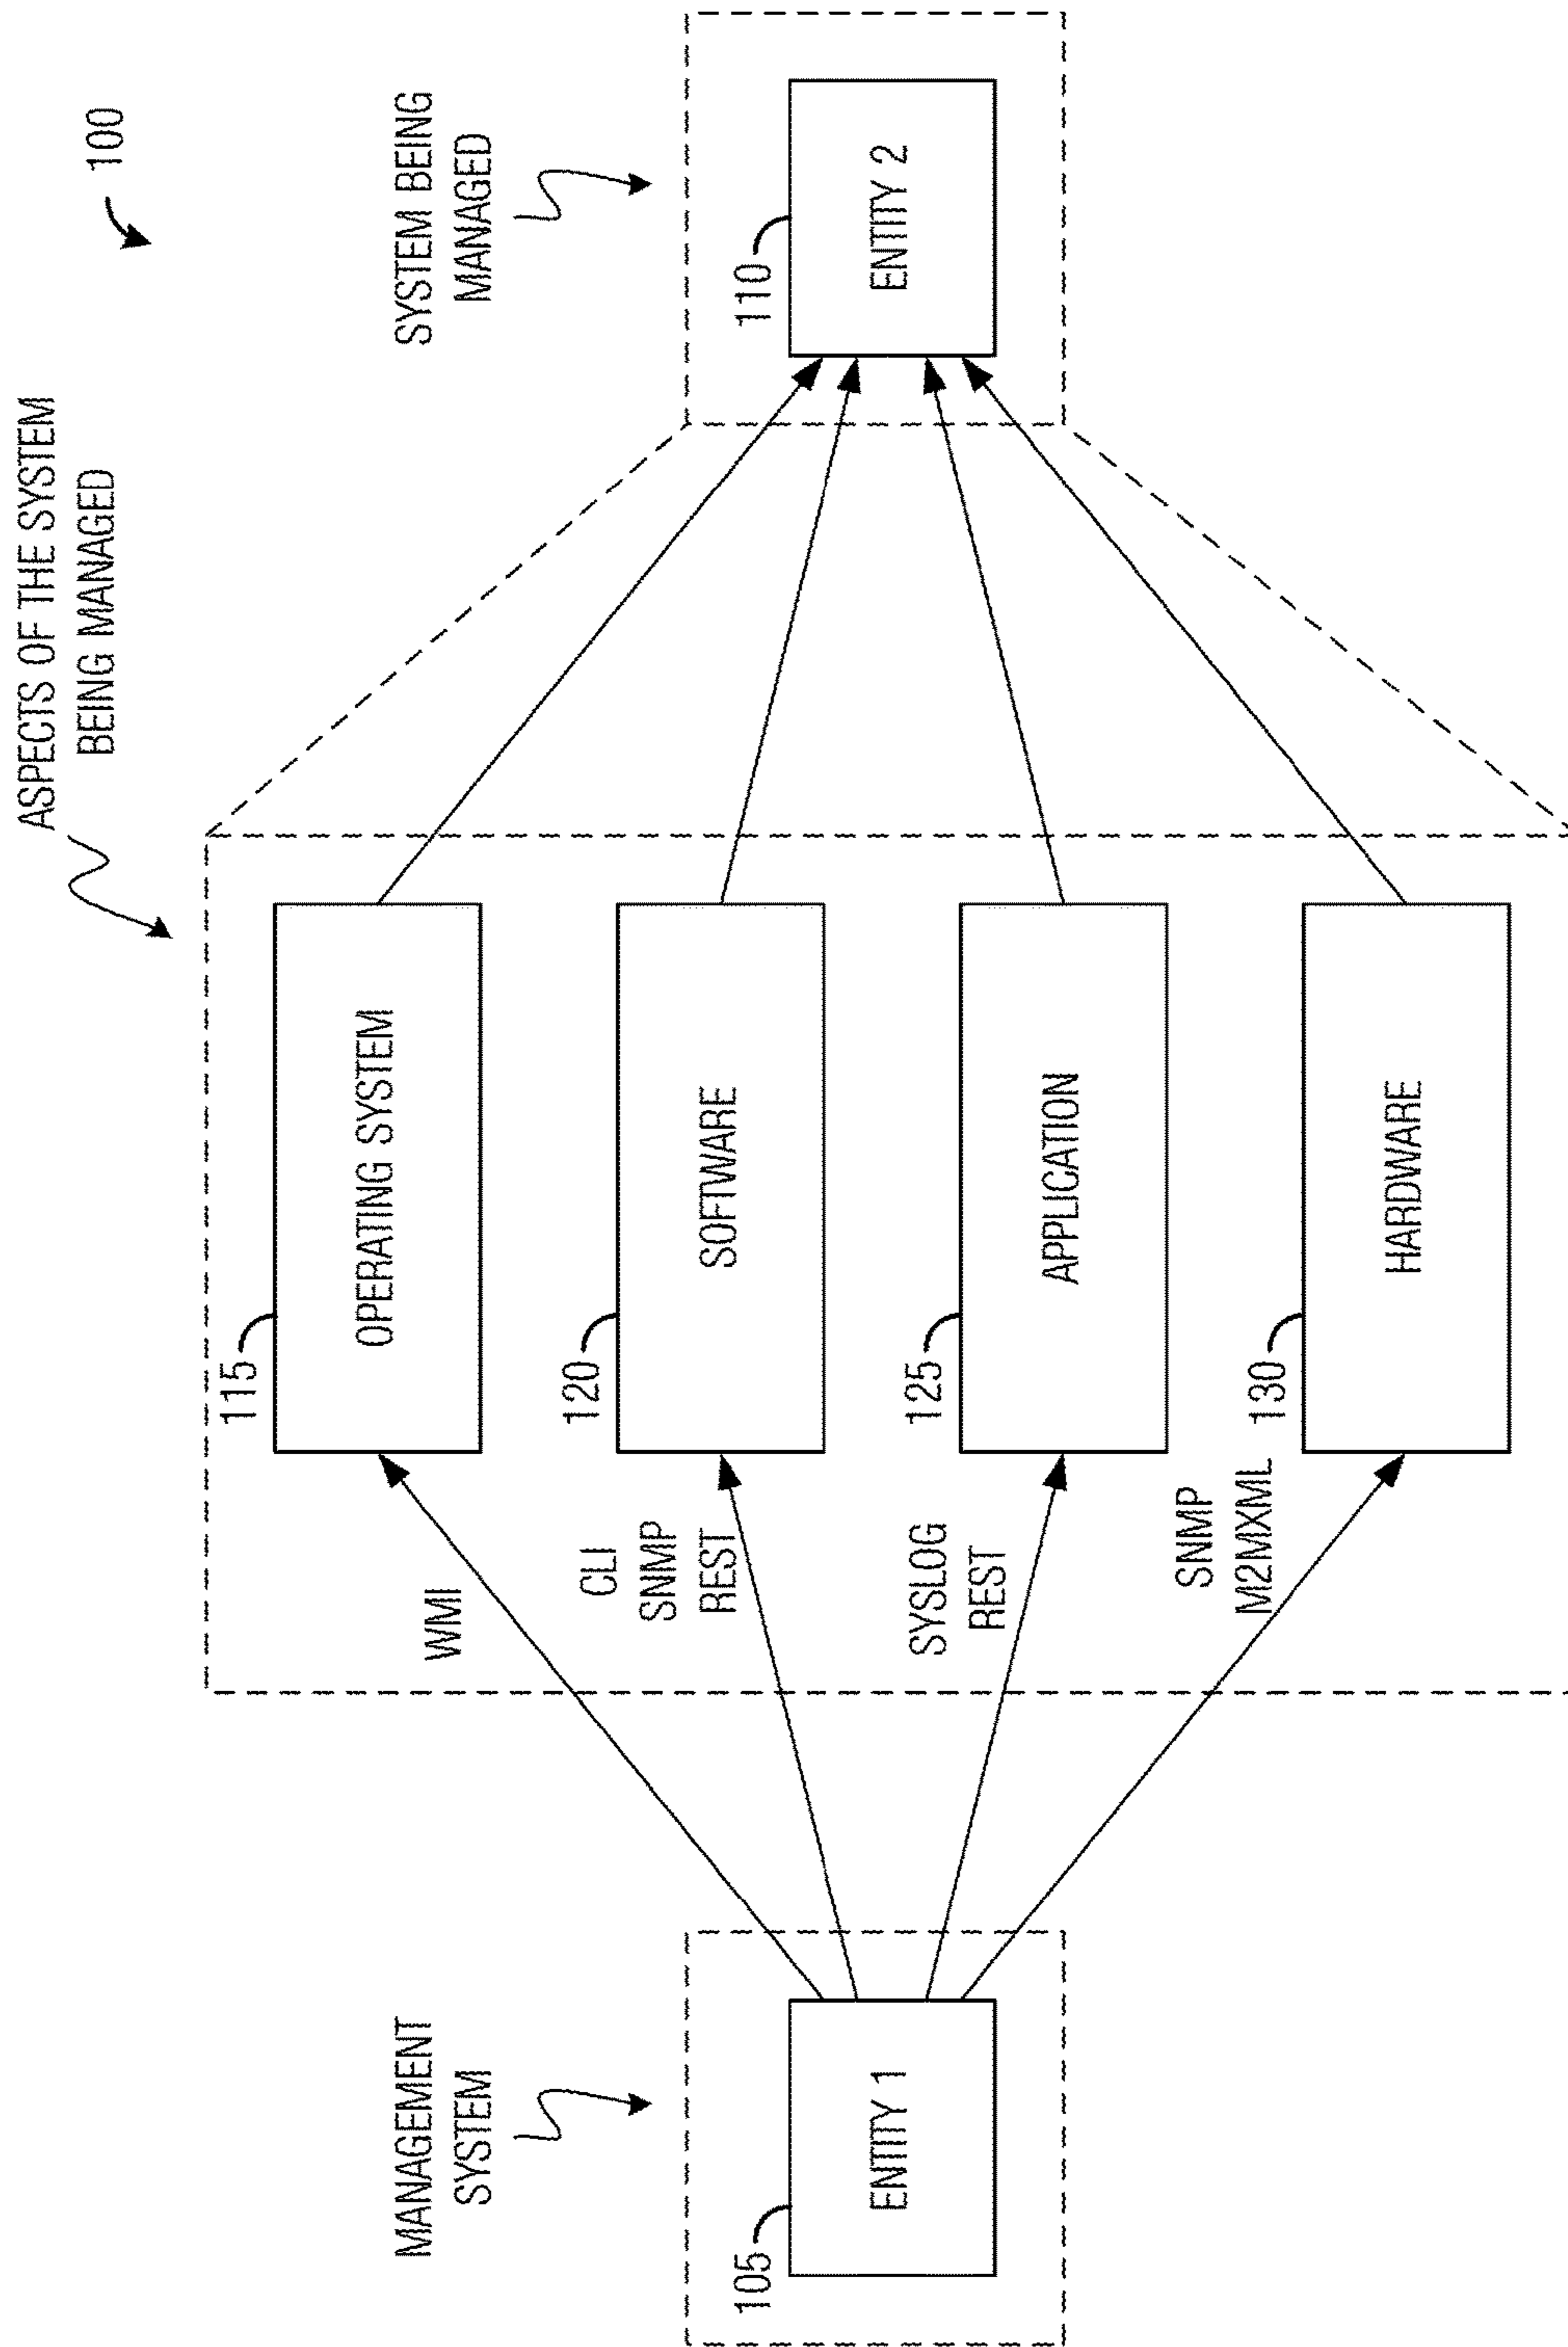 100
ASPECTS OF THE SYSTEM
BEING MANAGED
MANAGEMENT
SYSTEM
SYSTEM BEING
MANAGED
115
OPERATING SYSTEM
WMI
120
SOFTWARE
CLI
SNMP
REST
105
ENTITY 1
110
ENTITY 2
125
APPLICATION
SYSLOG
REST
130
HARDWARE
SNMP
M2MXML